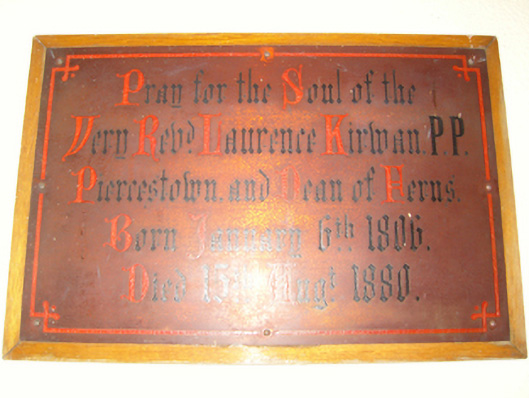 Pray for the Soul of the
Very Revd. Laurence Kirwan. P.P.
Piercestown. and Dean of Ferns.
Born January 6th 1806.
Died 15th Augt. 1880.